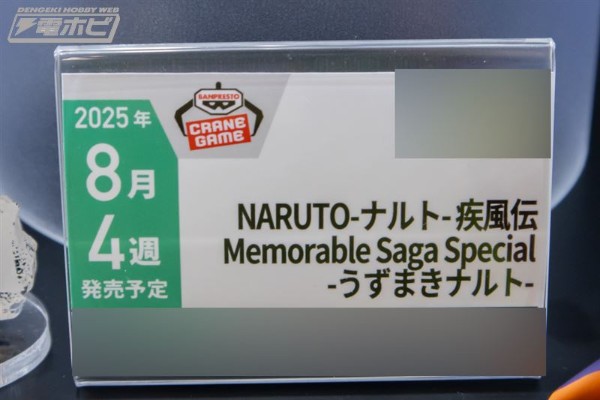 DENGEKI HOBBY WEB
電ホビ
BANPRESTO
CRANE
GAME
2025年
8月
4週
発売予定
NARUTO-ナルト-疾風伝
Memorable Saga Special
-うずまきナルト-